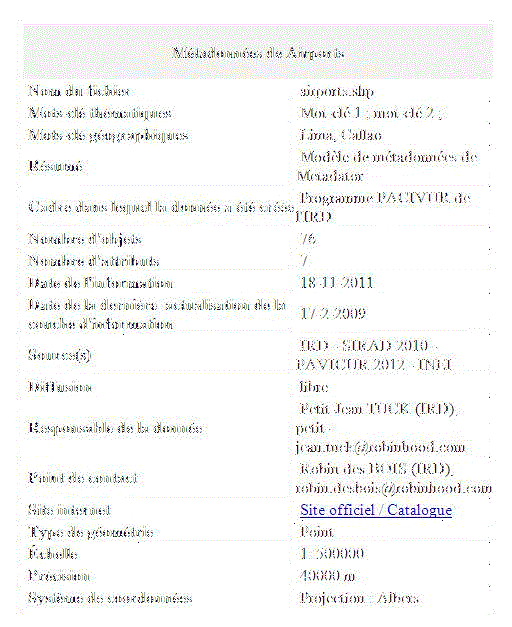 Métadonnées de Airports
Nom du fichier airports.shp
Mots clé thématiques Mot clé 1 ; mot clé 2 ;
Mots clé géographiques Lima, Callao
Résumé Modèle de métadonnées de
Metadator
Cadre dans lequel la donnée a été créée Programme PACIVUR de
l'IRD
Nombre d'objets 76
Nombre d'attributs 7
Date de l'information 18-11-2011
Date de la dernière actualisation de la
couche d'information 17-2-2009
Source(s) IRD - SIRAD 2010 -
PAVICUR 2012 - INEI
Diffusion libre
Responsable de la donnée Petit Jean TUCK (IRD),
petit-
jean.tuck@robinhood.com
Point de contact Robin des BOIS (IRD),
robin.desbois@robinhood.com
Site internet Site officiel / Catalogue
Type de géométrie Point
Échelle 1: 500000
Précision 40000 m
Système de coordonnées Projection : Albers